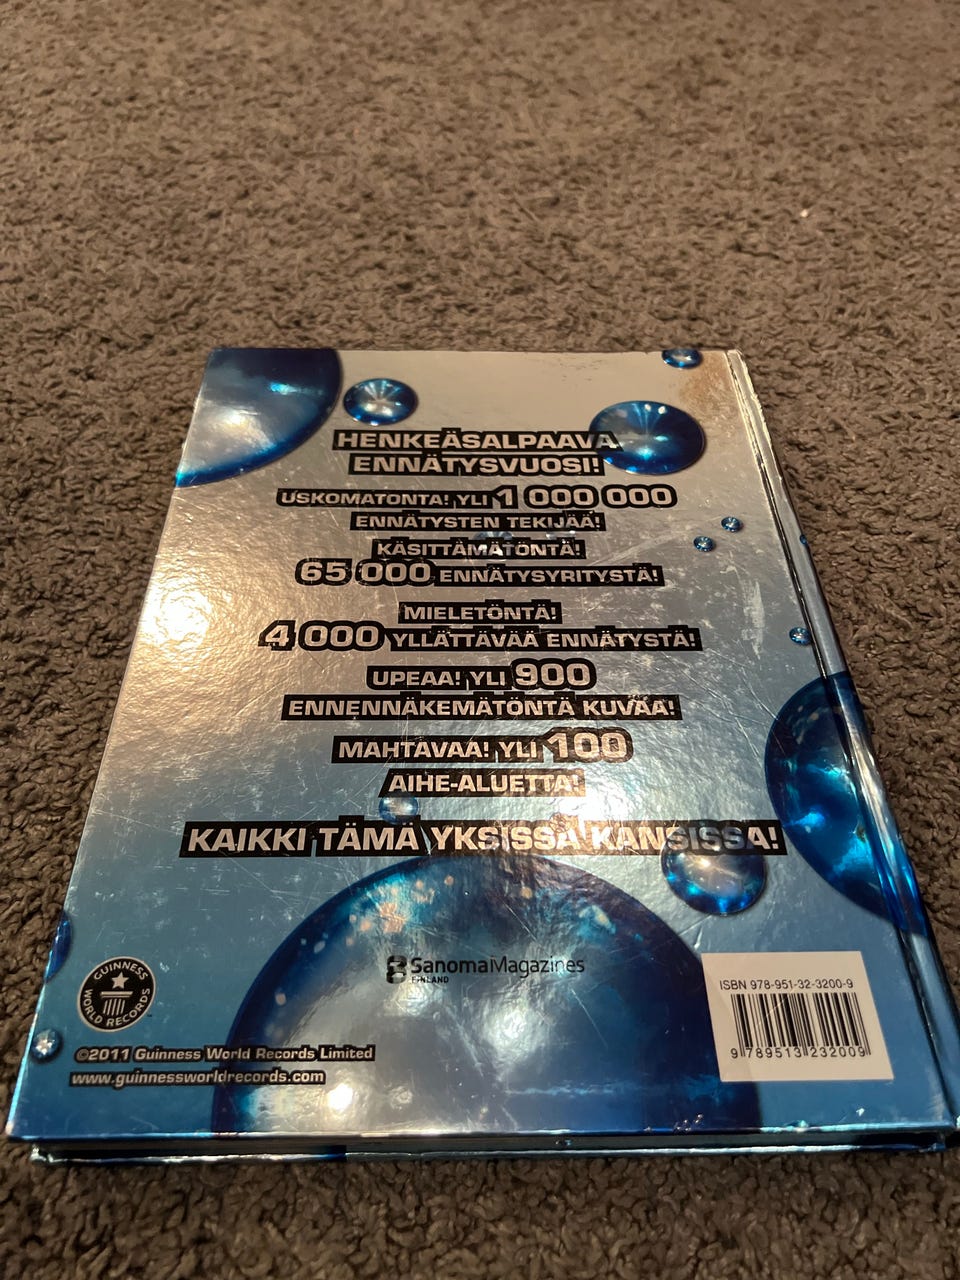 HENKEÄSALPAAVA
ENNÄTYSVUOSI!
USKOMATONTA! YLI 1 000 000
ENNÄTYSTEN TEKIJÄÄ!
KÄSITTÄMÄTÖNTÄ!
65 000 ENNÄTYSYRITYSTÄ!
MIELETÖNTÄ!
4 000 YLLÄTTÄVÄÄ ENNÄTYSTÄ!
UPEAA! YLI 900
ENNENNÄKEMÄTÖNTÄ KUVAA!
MAHTAVAA! YLI 100
AIHE-ALUETTA!
KAIKKI TÄMÄ YKSISSÄ KANSISSA!
SanomaMagazines
FINLAND
GUINNESS
WORLD RECORDS
©2011 Guinness World Records Limited
www.guinnessworldrecords.com
ISBN 978-951-32-3200-9
9 789513 232009